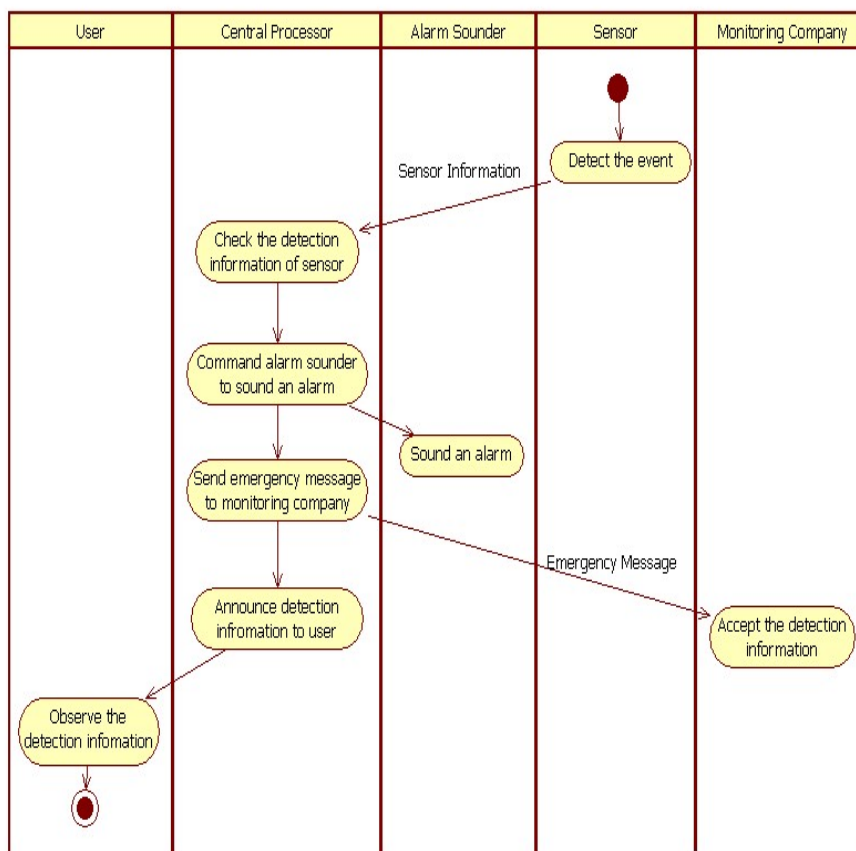 User
Central Processor
Alarm Sounder
Sensor
Monitoring Company
Detect the event
Sensor Information
Check the detection
information of sensor
Command alarm sounder
to sound an alarm
Sound an alarm
Send emergency message
to monitoring company
Emergency Message
Announce detection
infromation to user
Accept the detection
information
Observe the
detection infomation